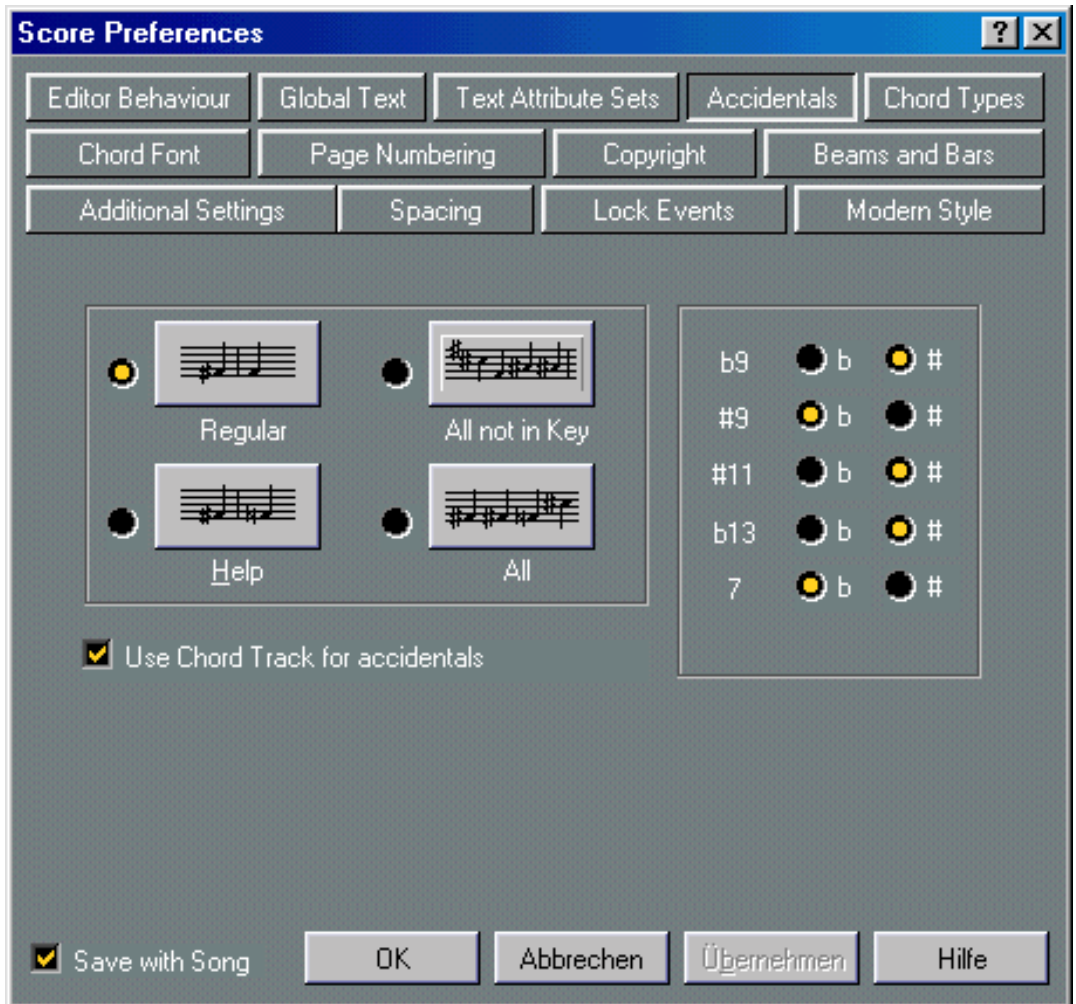 Score Preferences
Editor Behaviour Global Text Text Attribute Sets Accidentals Chord Types
Chord Font Page Numbering Copyright Beams and Bars
Additional Settings Spacing Lock Events Modern Style
Regular All not in Key
Help All
Use Chord Track for accidentals
b9 b #
#9 b #
#11 b #
b13 b #
7 b #
Save with Song OK Abbrechen Übernehmen Hilfe